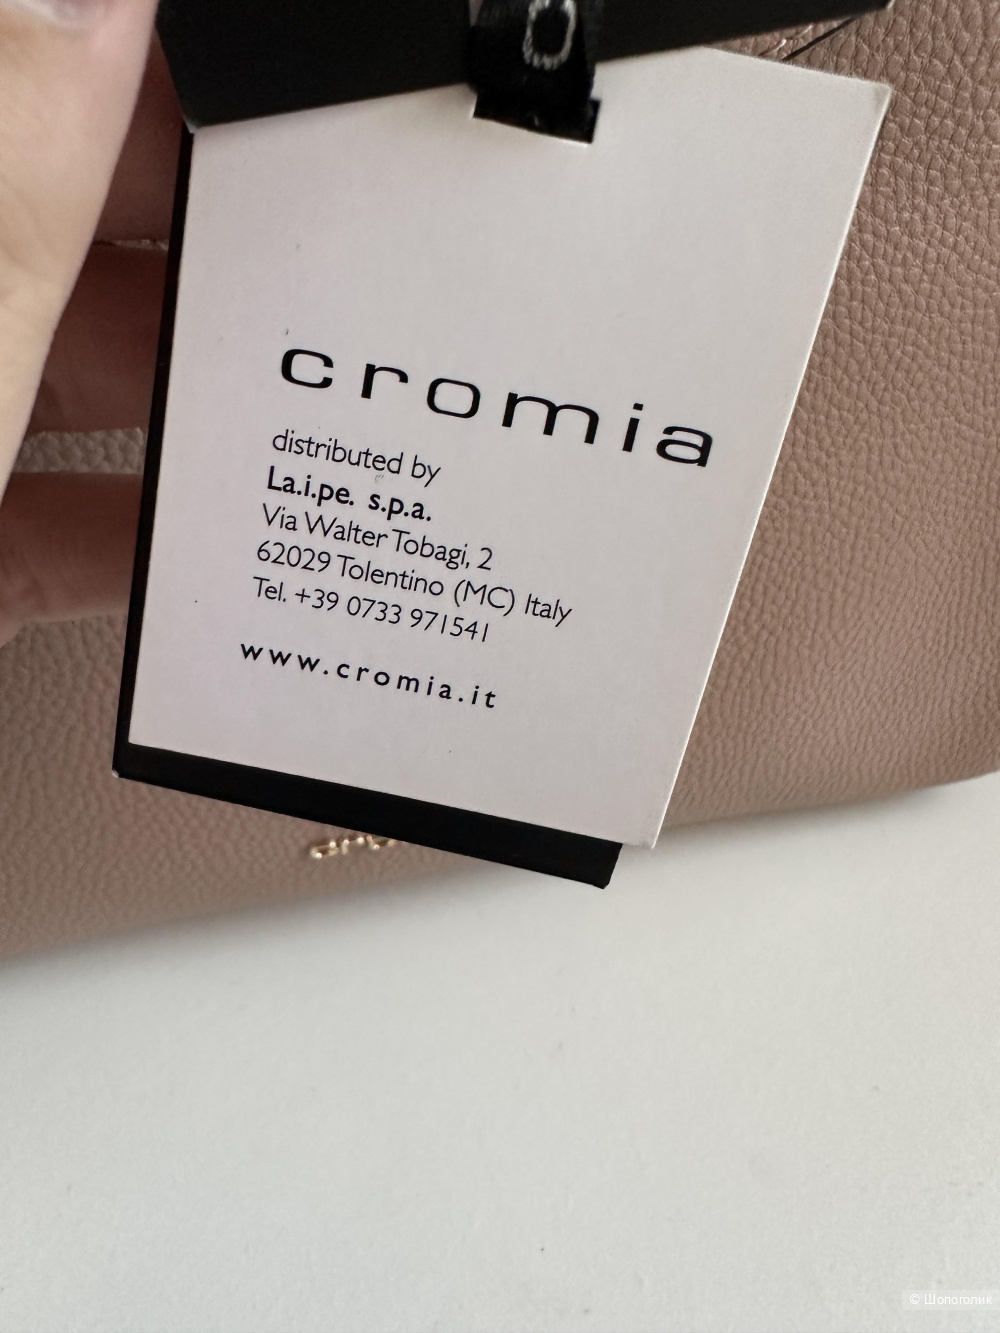 cromia
distributed by
La.i.pe. s.p.a.
Via Walter Tobagi, 2
62029 Tolentino (MC) Italy
Tel. +39 0733 971541
www.cromia.it
© Шопоголик